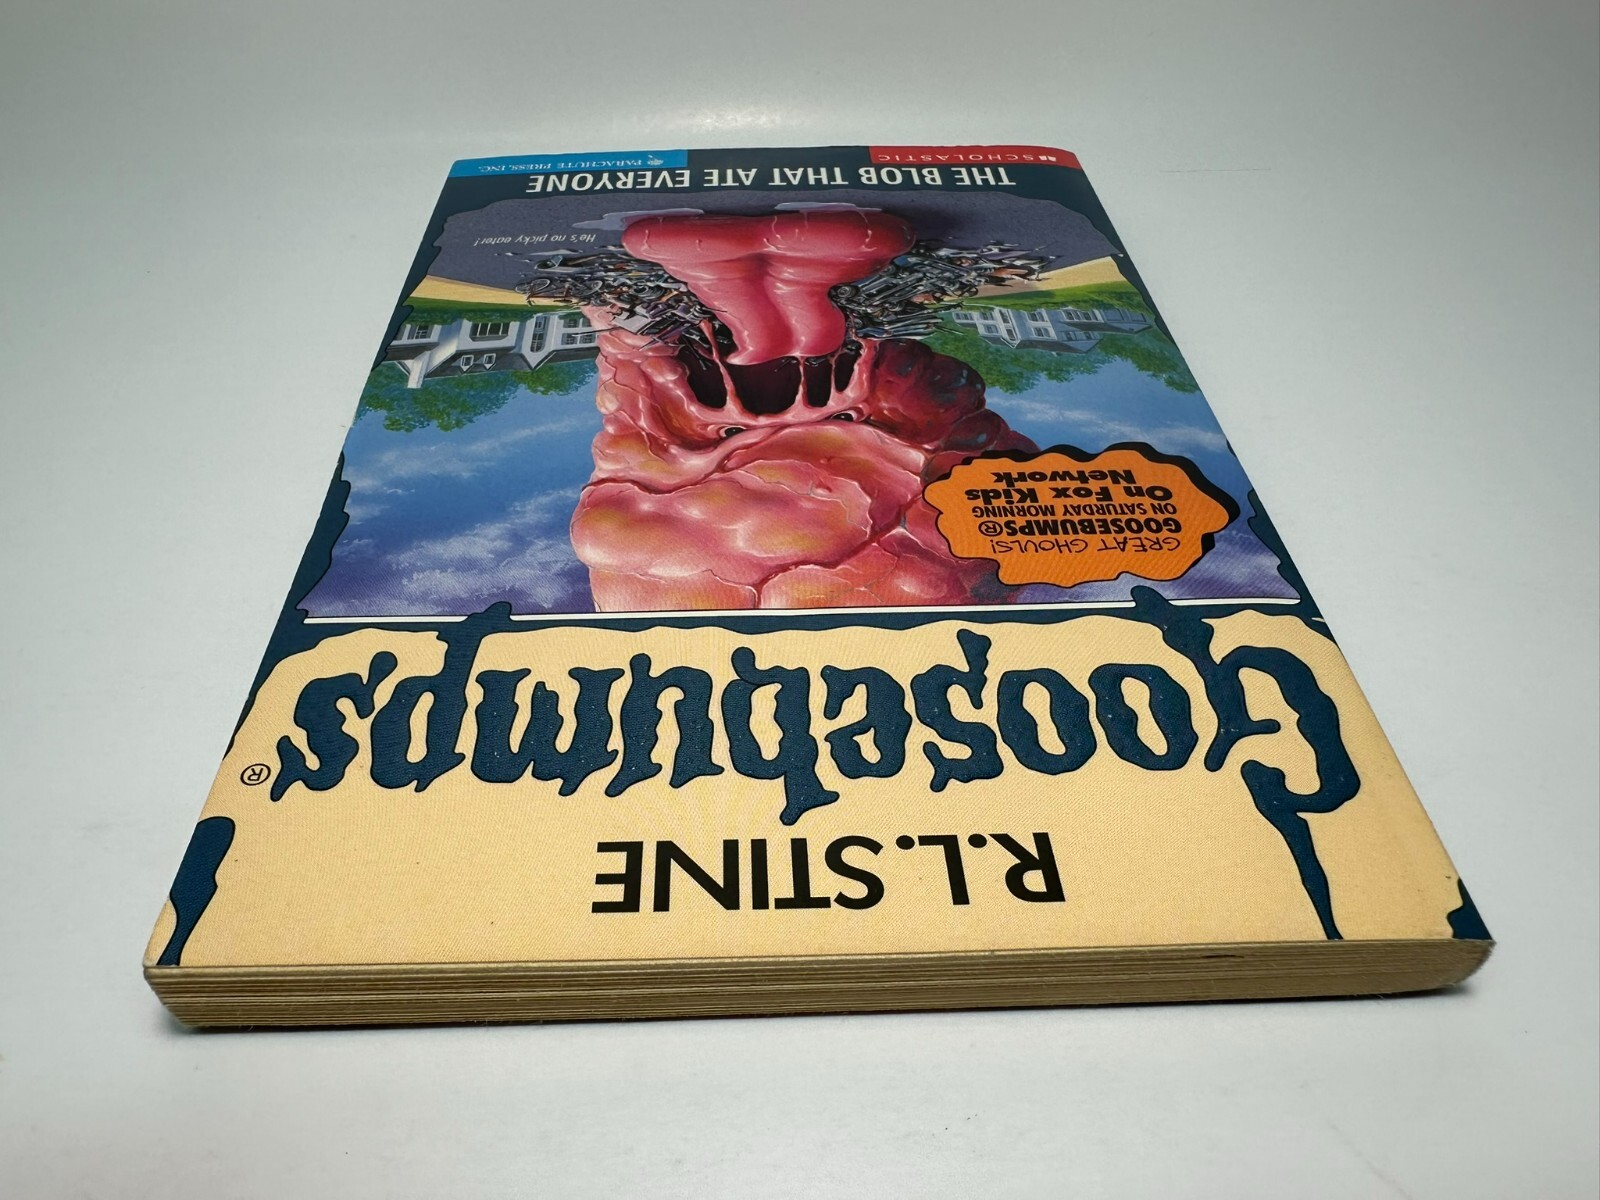 R.L.STINE
Goosebumps®
GREAT GHOULS!
GOOSEBUMPS®
ON SATURDAY MORNING
On Fox Kids
Network
He's no picky eater!
THE BLOB THAT ATE EVERYONE
SCHOLASTIC
PARACHUTE PRESS, INC.